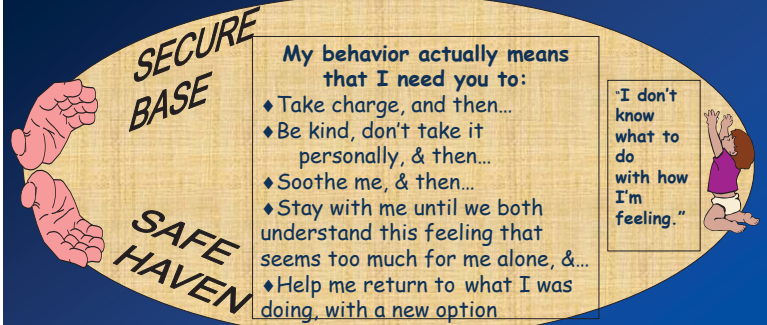 SECURE
BASE
My behavior actually means
that I need you to:
♦Take charge, and then…
♦Be kind, don't take it
personally, & then…
♦Soothe me, & then…
♦Stay with me until we both
understand this feeling that
seems too much for me alone, &…
♦Help me return to what I was
doing, with a new option
"I don't
know
what to
do
with how
I'm
feeling."
SAFE
HAVEN